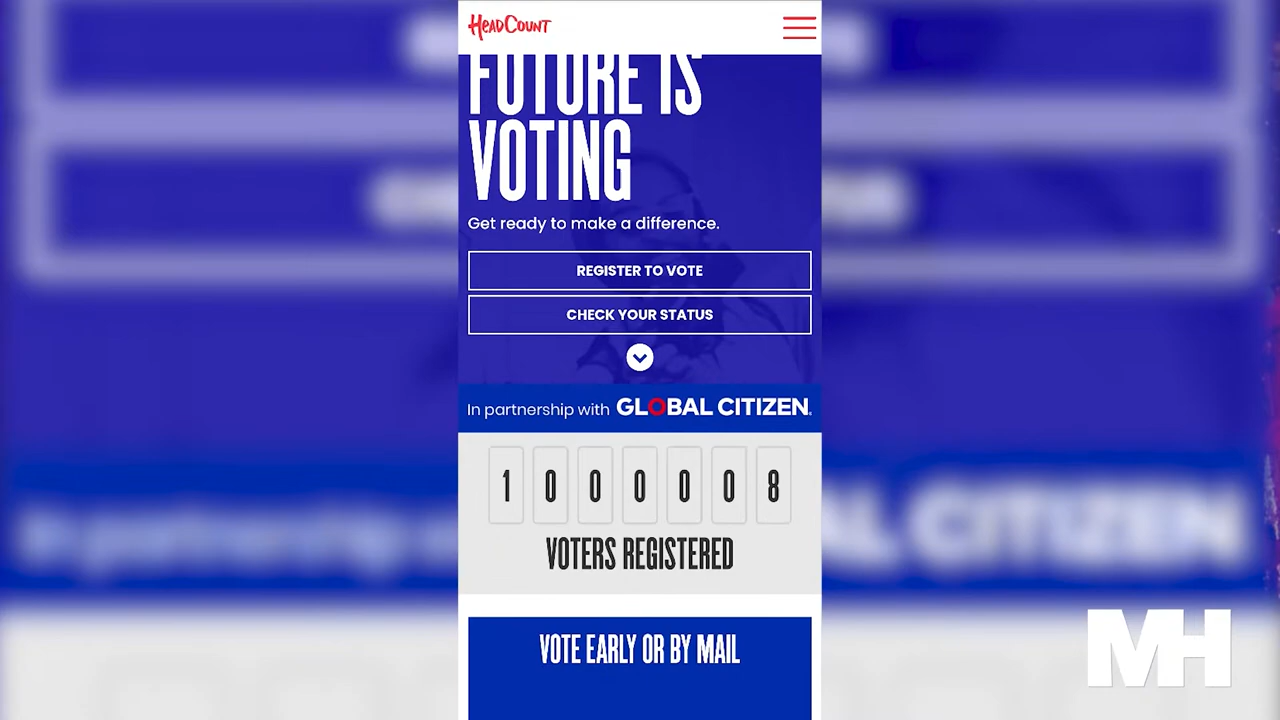 HEADCOUNT
FUTURE IS
VOTING
Get ready to make a difference.
REGISTER TO VOTE
CHECK YOUR STATUS
In partnership with GLOBAL CITIZEN.
1 0 0 0 0 0 8
VOTERS REGISTERED
VOTE EARLY OR BY MAIL
MH